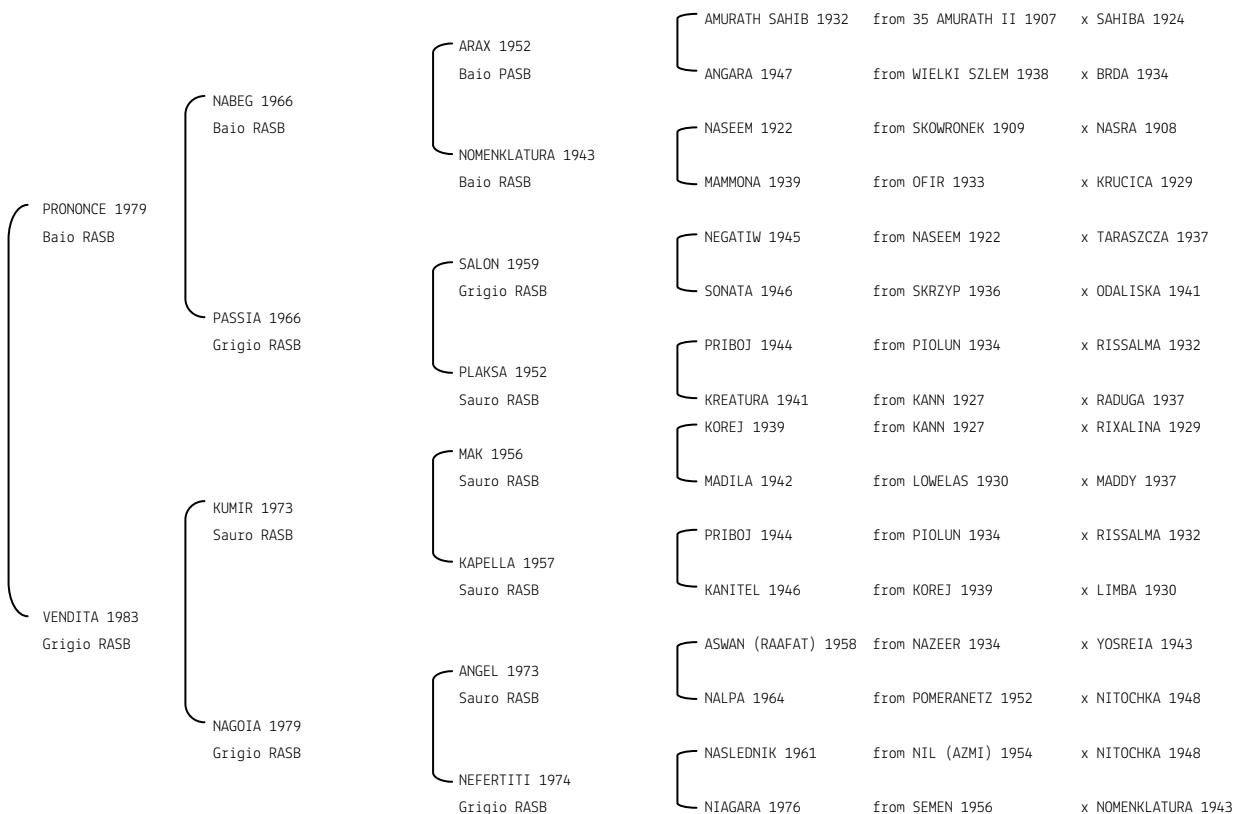 AMURATH SAHIB 1932 from 35 AMURATH II 1907 x SAHIBA 1924
ARAX 1952
Baio PASB
ANGARA 1947 from WIELKI SZLEM 1938 x BRDA 1934
NABEG 1966
Baio RASB
NASEEM 1922 from SKOWRONEK 1909 x NASRA 1908
NOMENKLATURA 1943
Baio RASB
MAMMONA 1939 from OFIR 1933 x KRUCICA 1929
PRONONCE 1979
Baio RASB
NEGATIW 1945 from NASEEM 1922 x TARASZCZA 1937
SALON 1959
Grigio RASB
SONATA 1946 from SKRZYP 1936 x ODALISKA 1941
PASSIA 1966
Grigio RASB
PRIBOJ 1944 from PIOLUN 1934 x RISSALMA 1932
PLAKSA 1952
Sauro RASB
KREATURA 1941 from KANN 1927 x RADUGA 1937
KOREJ 1939 from KANN 1927 x RIXALINA 1929
MAK 1956
Sauro RASB
MADILA 1942 from LOWELAS 1930 x MADDY 1937
KUMIR 1973
Sauro RASB
PRIBOJ 1944 from PIOLUN 1934 x RISSALMA 1932
KAPELLA 1957
Sauro RASB
KANITEL 1946 from KOREJ 1939 x LIMBA 1930
VENDITA 1983
Grigio RASB
ASWAN (RAAFAT) 1958 from NAZEER 1934 x YOSREIA 1943
ANGEL 1973
Sauro RASB
NALPA 1964 from POMERANETZ 1952 x NITOCHKA 1948
NAGOIA 1979
Grigio RASB
NASLEDNIK 1961 from NIL (AZMI) 1954 x NITOCHKA 1948
NEFERTITI 1974
Grigio RASB
NIAGARA 1976 from SEMEN 1956 x NOMENKLATURA 1943